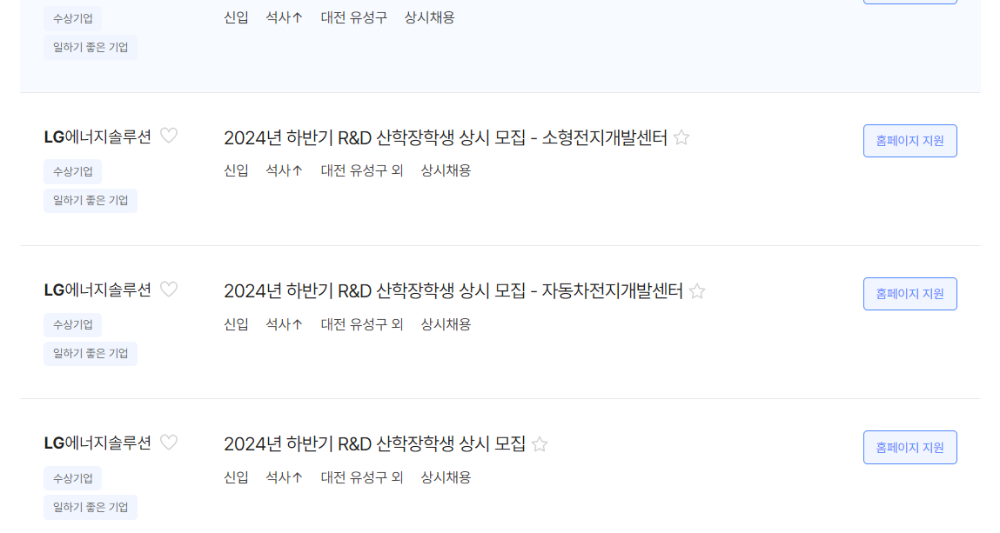 수상기업
신입 석사↑ 대전 유성구 상시채용
일하기 좋은 기업
LG에너지솔루션
2024년 하반기 R&D 산학장학생 상시 모집 - 소형전지개발센터
홈페이지 지원
수상기업
신입 석사↑ 대전 유성구 외 상시채용
일하기 좋은 기업
LG에너지솔루션
2024년 하반기 R&D 산학장학생 상시 모집 - 자동차전지개발센터
홈페이지 지원
수상기업
신입 석사↑ 대전 유성구 외 상시채용
일하기 좋은 기업
LG에너지솔루션
2024년 하반기 R&D 산학장학생 상시 모집
홈페이지 지원
수상기업
신입 석사↑ 대전 유성구 외 상시채용
일하기 좋은 기업